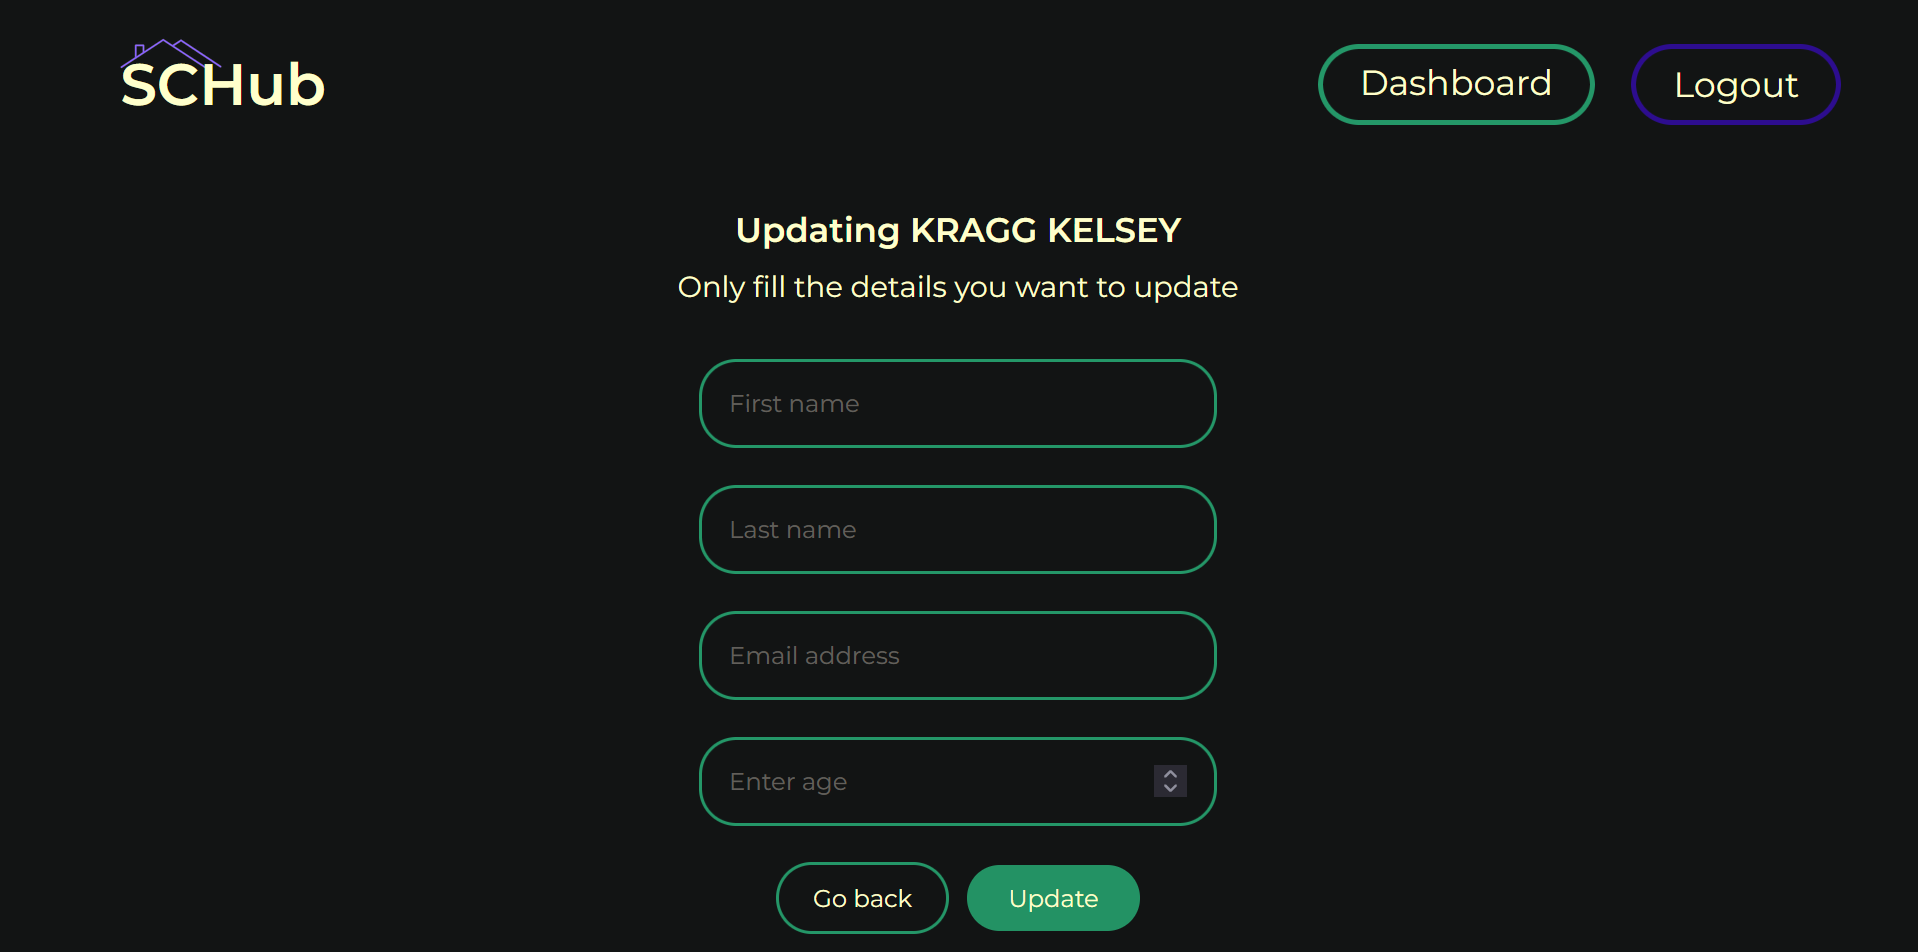 SCHub
Dashboard
Logout
Updating KRAGG KELSEY
Only fill the details you want to update
First name
Last name
Email address
Enter age
Go back
Update